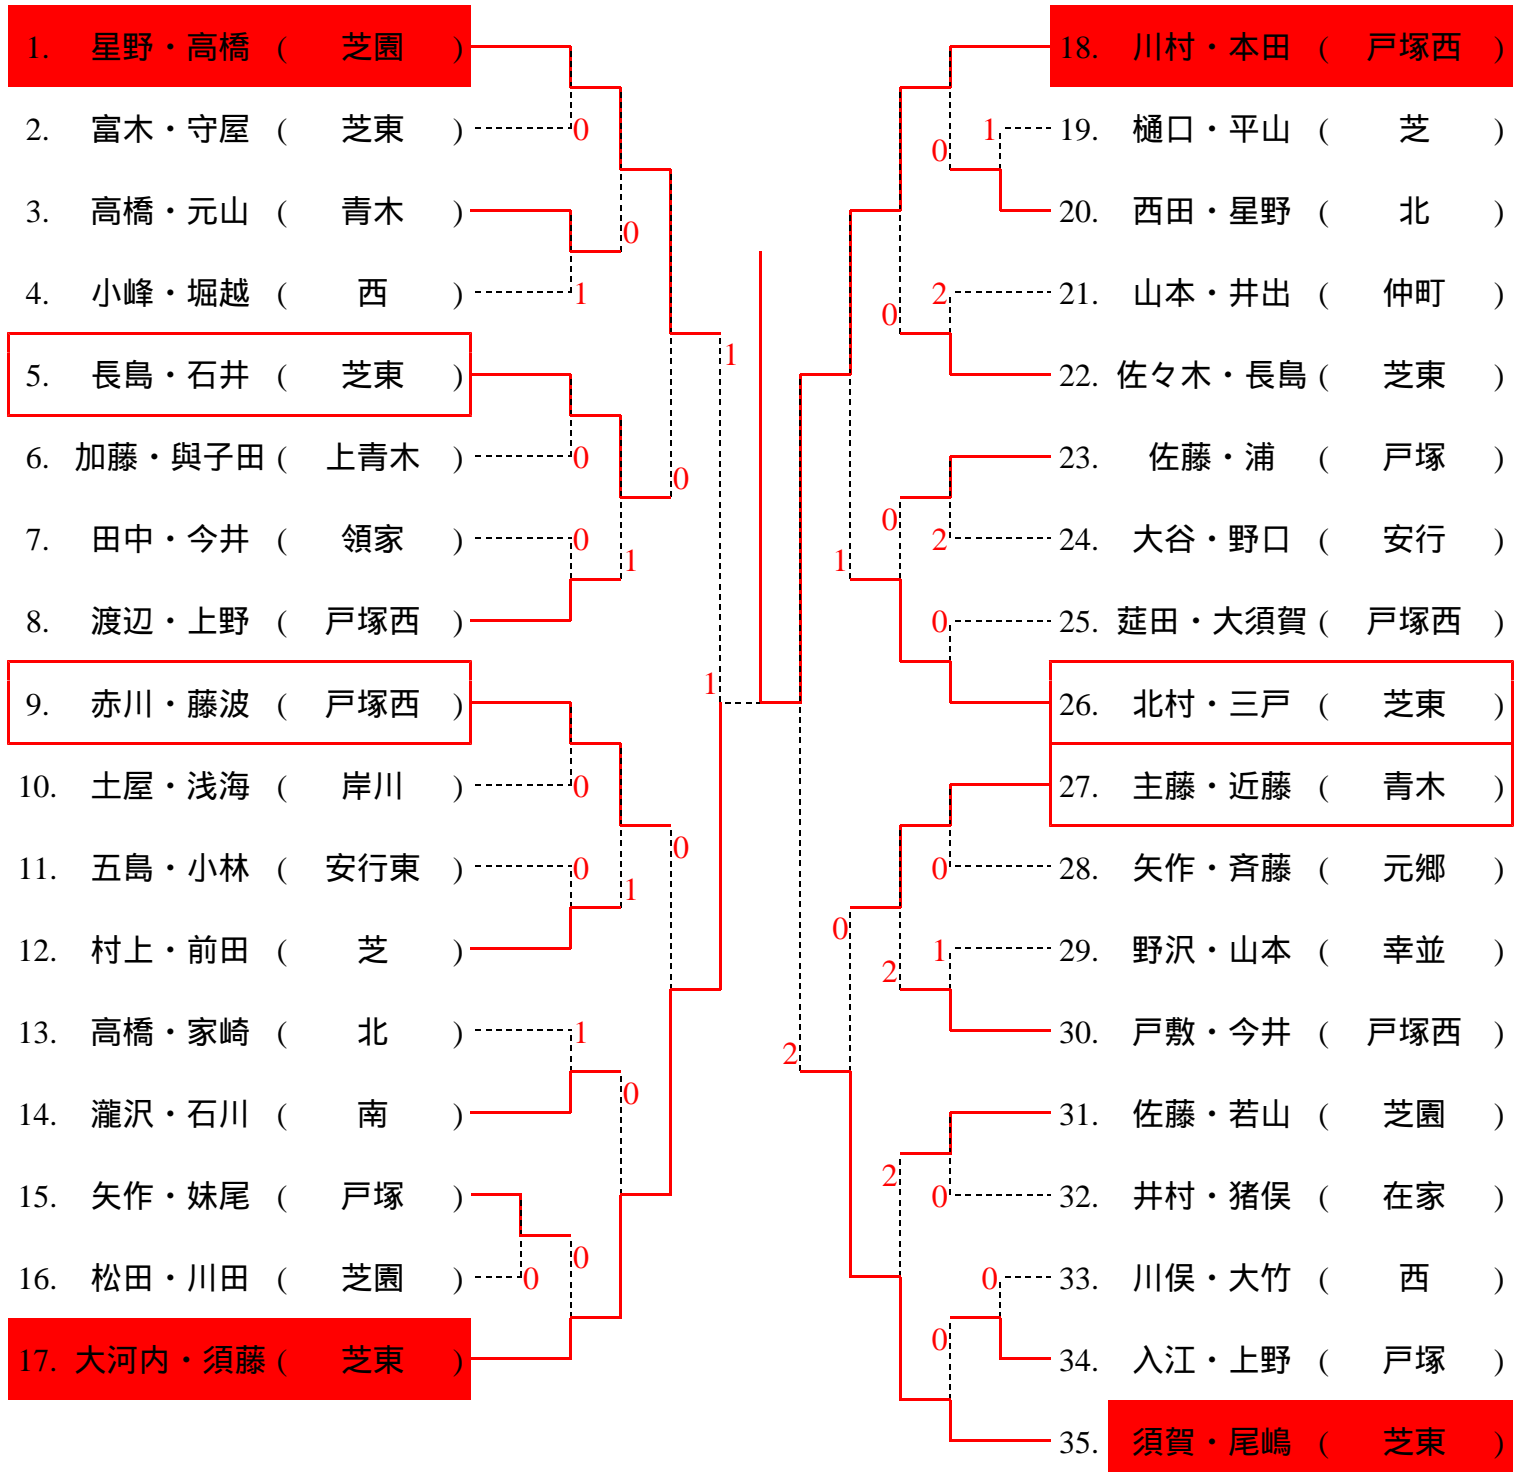 1. 星野・高橋 ( 芝園 )
2. 富木・守屋 ( 芝東 )
0
3. 高橋・元山 ( 青木 )
0
4. 小峰・堀越 ( 西 )
1
5. 長島・石井 ( 芝東 )
1
6. 加藤・與子田 ( 上青木 )
0
0
7. 田中・今井 ( 領家 )
0
1
8. 渡辺・上野 ( 戸塚西 )
9. 赤川・藤波 ( 戸塚西 )
1
10. 土屋・浅海 ( 岸川 )
0
0
11. 五島・小林 ( 安行東 )
0
1
12. 村上・前田 ( 芝 )
13. 高橋・家崎 ( 北 )
1
0
14. 瀧沢・石川 ( 南 )
15. 矢作・妹尾 ( 戸塚 )
0
16. 松田・川田 ( 芝園 )
0
17. 大河内・須藤 ( 芝東 )
18. 川村・本田 ( 戸塚西 )
1
19. 樋口・平山 ( 芝 )
0
20. 西田・星野 ( 北 )
2
21. 山本・井出 ( 仲町 )
0
22. 佐々木・長島 ( 芝東 )
23. 佐藤・浦 ( 戸塚 )
0
2
24. 大谷・野口 ( 安行 )
1
0
25. 莚田・大須賀 ( 戸塚西 )
26. 北村・三戸 ( 芝東 )
27. 主藤・近藤 ( 青木 )
0
28. 矢作・斉藤 ( 元郷 )
0
1
29. 野沢・山本 ( 幸並 )
2
30. 戸敷・今井 ( 戸塚西 )
2
31. 佐藤・若山 ( 芝園 )
2
0
32. 井村・猪俣 ( 在家 )
0
33. 川俣・大竹 ( 西 )
0
34. 入江・上野 ( 戸塚 )
35. 須賀・尾嶋 ( 芝東 )